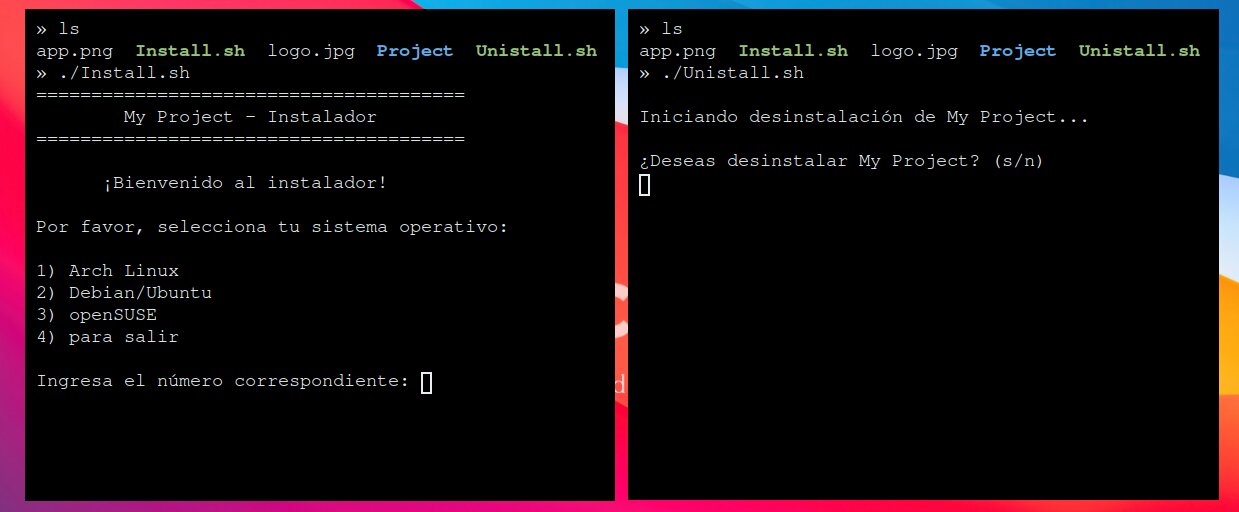 » ls
app.png  Install.sh  logo.jpg  Project  Unistall.sh
» ./Install.sh
=======================================
        My Project - Instalador
=======================================
¡Bienvenido al instalador!
Por favor, selecciona tu sistema operativo:
1) Arch Linux
2) Debian/Ubuntu
3) openSUSE
4) para salir
Ingresa el número correspondiente:
» ls
app.png  Install.sh  logo.jpg  Project  Unistall.sh
» ./Unistall.sh
Iniciando desinstalación de My Project...
¿Deseas desinstalar My Project? (s/n)